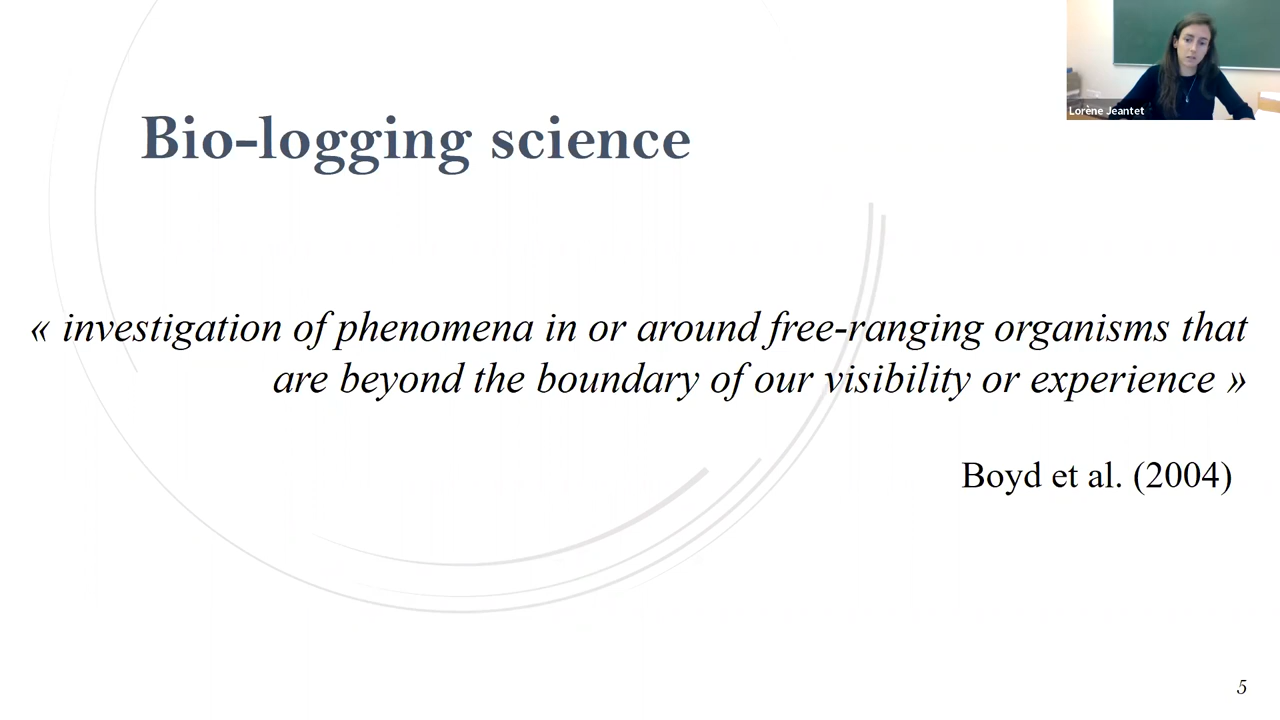 Lorène Jeantet
Bio-logging science
« investigation of phenomena in or around free-ranging organisms that
are beyond the boundary of our visibility or experience »
Boyd et al. (2004)
5